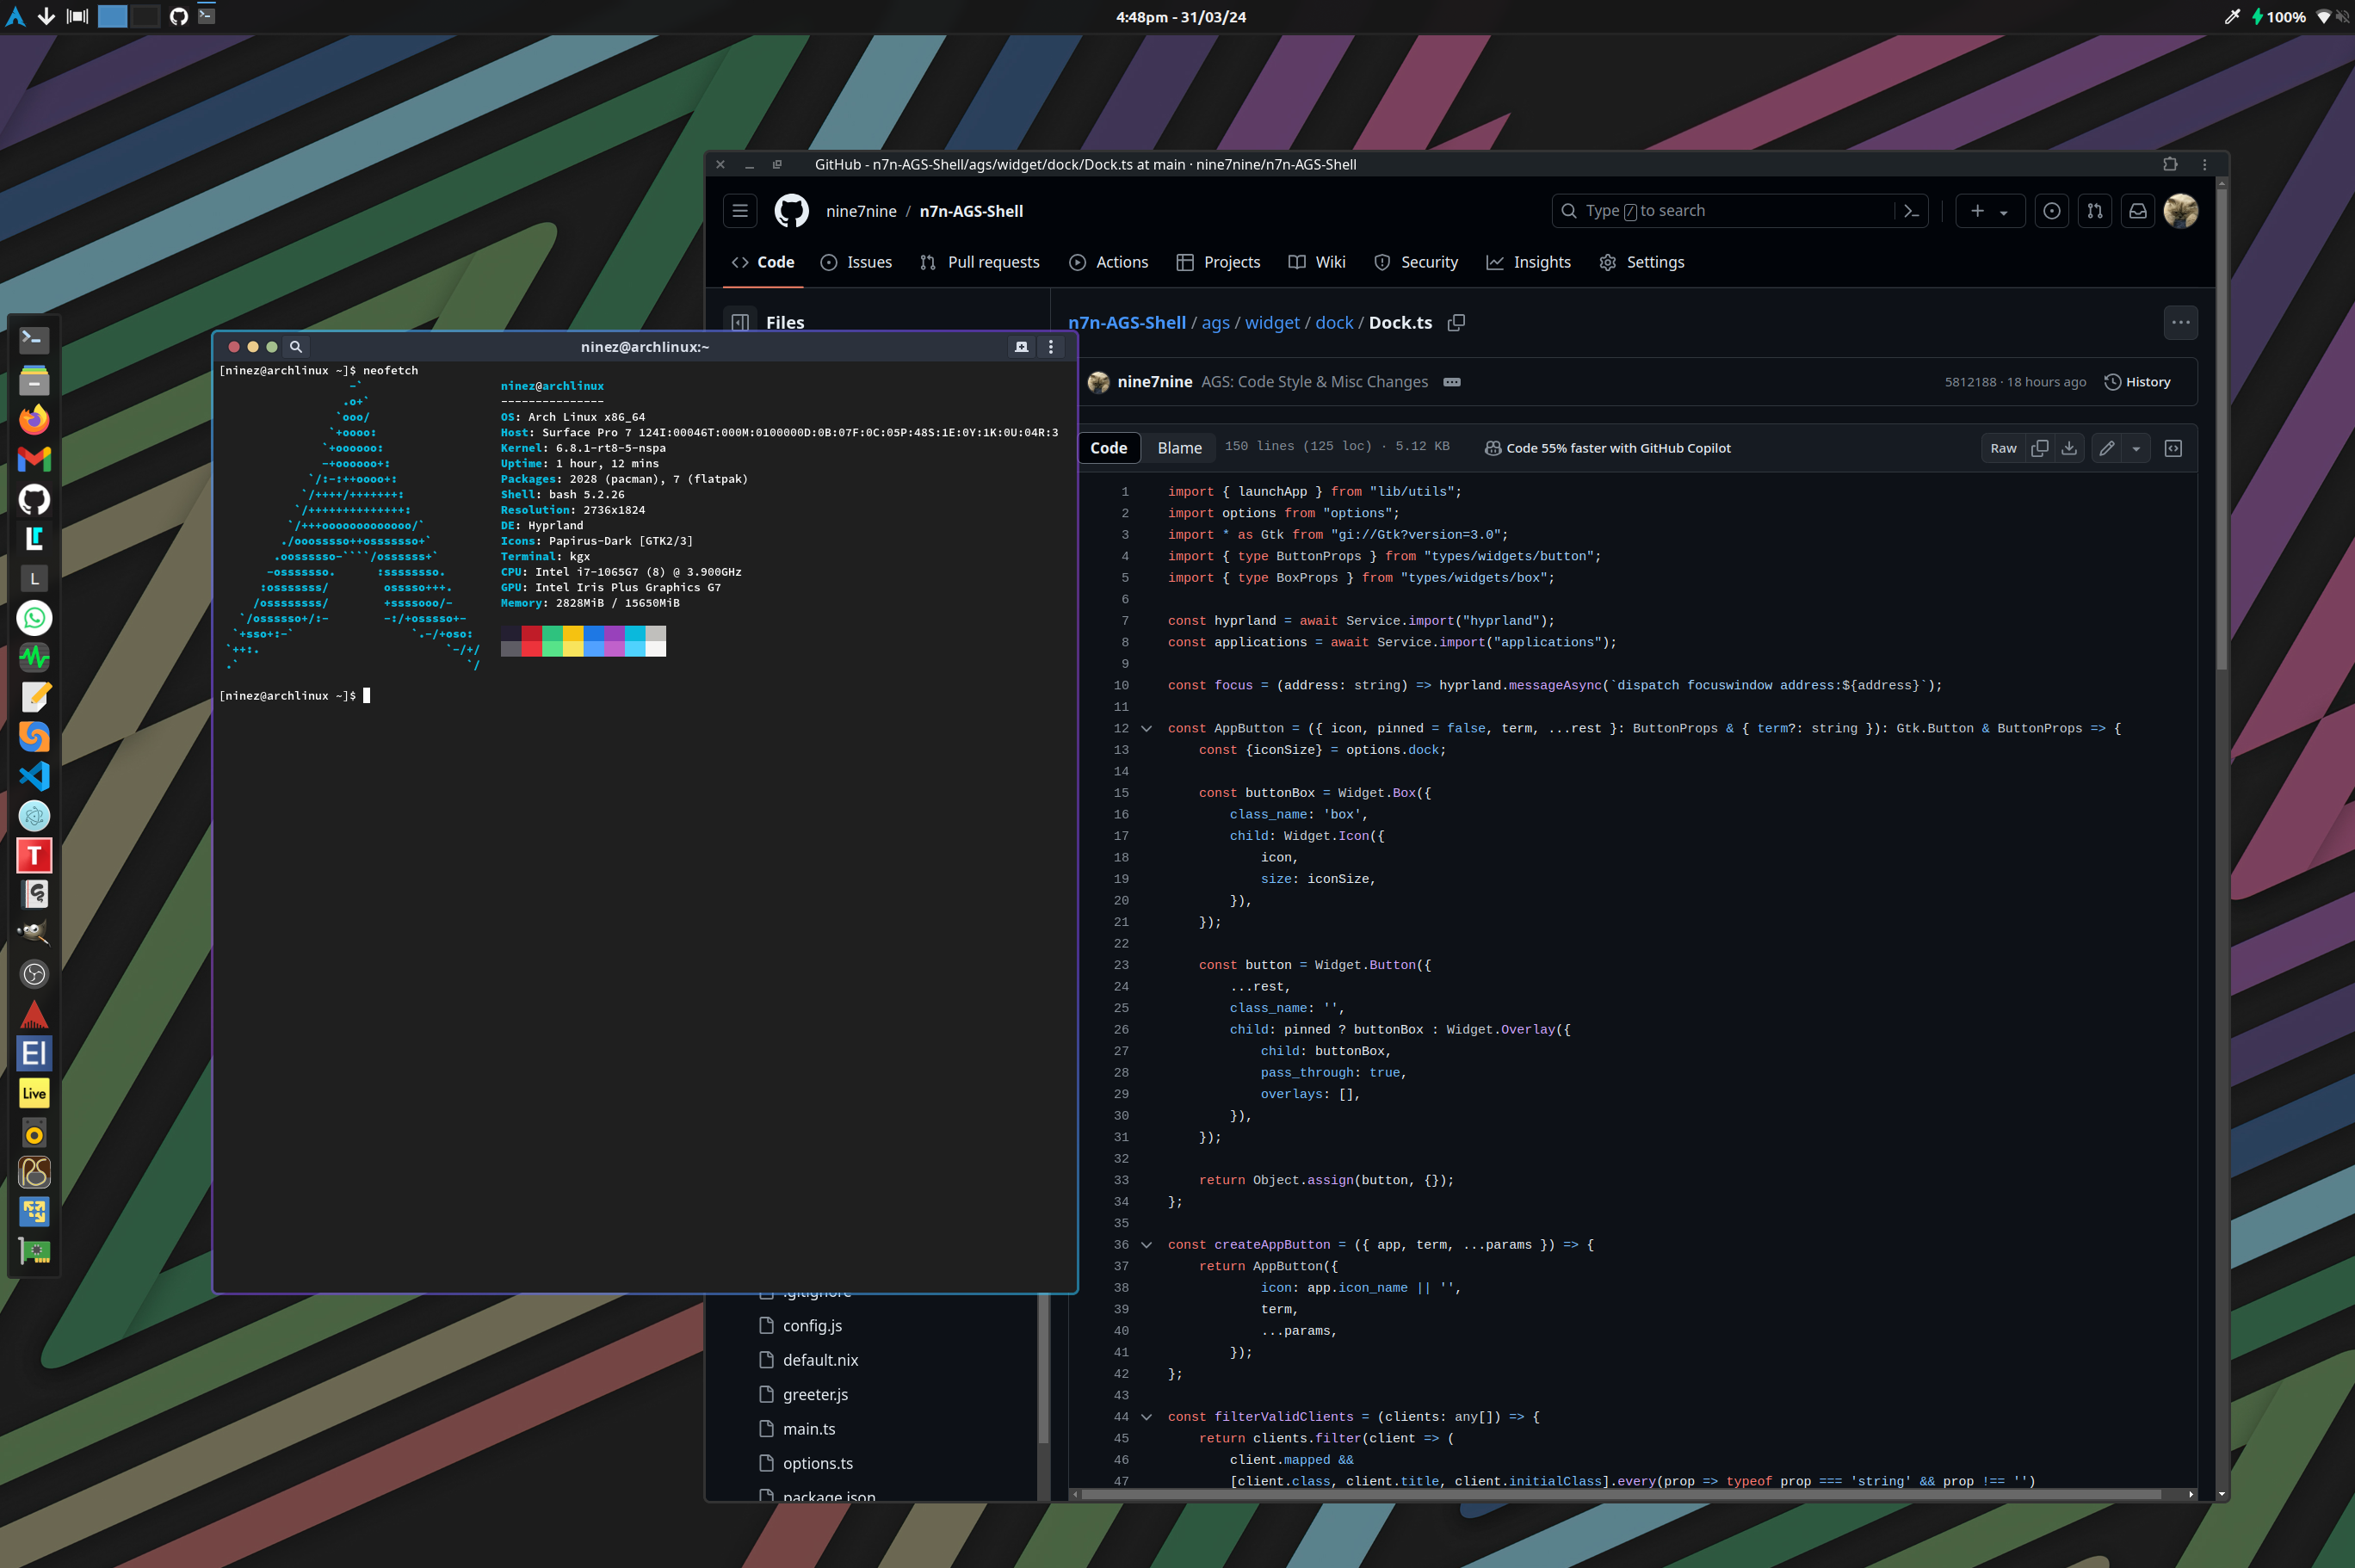 4:48pm - 31/03/24
100%
GitHub - n7n-AGS-Shell/ags/widget/dock/Dock.ts at main · nine7nine/n7n-AGS-Shell
nine7nine / n7n-AGS-Shell
Type / to search
Code Issues Pull requests Actions Projects Wiki Security Insights Settings
Files
n7n-AGS-Shell / ags / widget / dock / Dock.ts
nine7nine AGS: Code Style & Misc Changes
5812188 · 18 hours ago History
Code Blame 150 lines (125 loc) · 5.12 KB Code 55% faster with GitHub Copilot Raw
1 import { launchApp } from "lib/utils";
2 import options from "options";
3 import * as Gtk from "gi://Gtk?version=3.0";
4 import { type ButtonProps } from "types/widgets/button";
5 import { type BoxProps } from "types/widgets/box";
6
7 const hyprland = await Service.import("hyprland");
8 const applications = await Service.import("applications");
9
10 const focus = (address: string) => hyprland.messageAsync(`dispatch focuswindow address:${address}`);
11
12 const AppButton = ({ icon, pinned = false, term, ...rest }: ButtonProps & { term?: string }): Gtk.Button & ButtonProps => {
13 const {iconSize} = options.dock;
14
15 const buttonBox = Widget.Box({
16 class_name: 'box',
17 child: Widget.Icon({
18 icon,
19 size: iconSize,
20 }),
21 });
22
23 const button = Widget.Button({
24 ...rest,
25 class_name: '',
26 child: pinned ? buttonBox : Widget.Overlay({
27 child: buttonBox,
28 pass_through: true,
29 overlays: [],
30 }),
31 });
32
33 return Object.assign(button, {});
34 };
35
36 const createAppButton = ({ app, term, ...params }) => {
37 return AppButton({
38 icon: app.icon_name || '',
39 term,
40 ...params,
41 });
42 };
43
44 const filterValidClients = (clients: any[]) => {
45 return clients.filter(client => (
46 client.mapped &&
47 [client.class, client.title, client.initialClass].every(prop => typeof prop === 'string' && prop !== '')
.gitignore
config.js
default.nix
greeter.js
main.ts
options.ts
package.json
ninez@archlinux:~
[ninez@archlinux ~]$ neofetch
ninez@archlinux
---------------
OS: Arch Linux x86_64
Host: Surface Pro 7 124I:00046T:000M:0100000D:0B:07F:0C:05P:48S:1E:0Y:1K:0U:04R:3
Kernel: 6.8.1-rt8-5-nspa
Uptime: 1 hour, 12 mins
Packages: 2028 (pacman), 7 (flatpak)
Shell: bash 5.2.26
Resolution: 2736x1824
DE: Hyprland
Icons: Papirus-Dark [GTK2/3]
Terminal: kgx
CPU: Intel i7-1065G7 (8) @ 3.900GHz
GPU: Intel Iris Plus Graphics G7
Memory: 2828MiB / 15650MiB
[ninez@archlinux ~]$
L
T
EI
Live